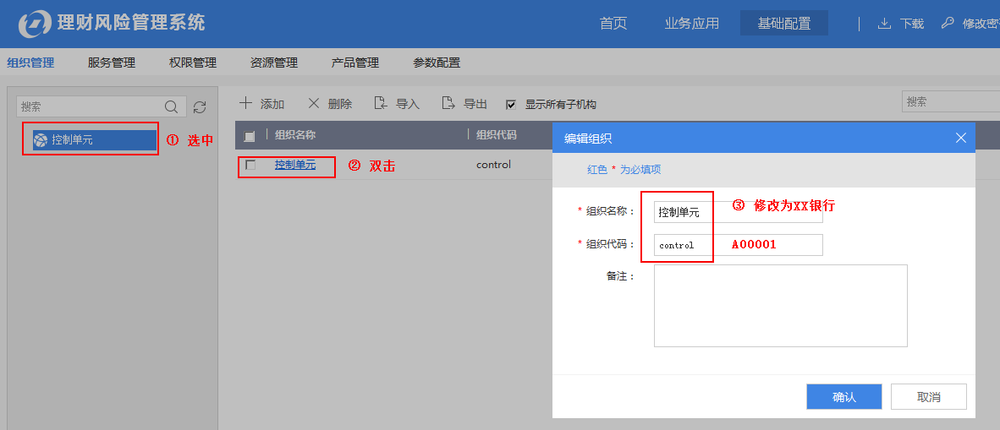 理财风险管理系统
首页 业务应用 基础配置 下载 修改密
组织管理 服务管理 权限管理 资源管理 产品管理 参数配置
搜索 添加 删除 导入 导出 显示所有子机构 搜索
控制单元 ① 选中
组织名称 组织代码
控制单元 ② 双击 control
编辑组织
红色 * 为必填项
* 组织名称： 控制单元 ③ 修改为XX银行
* 组织代码： control A00001
备注：
确认 取消